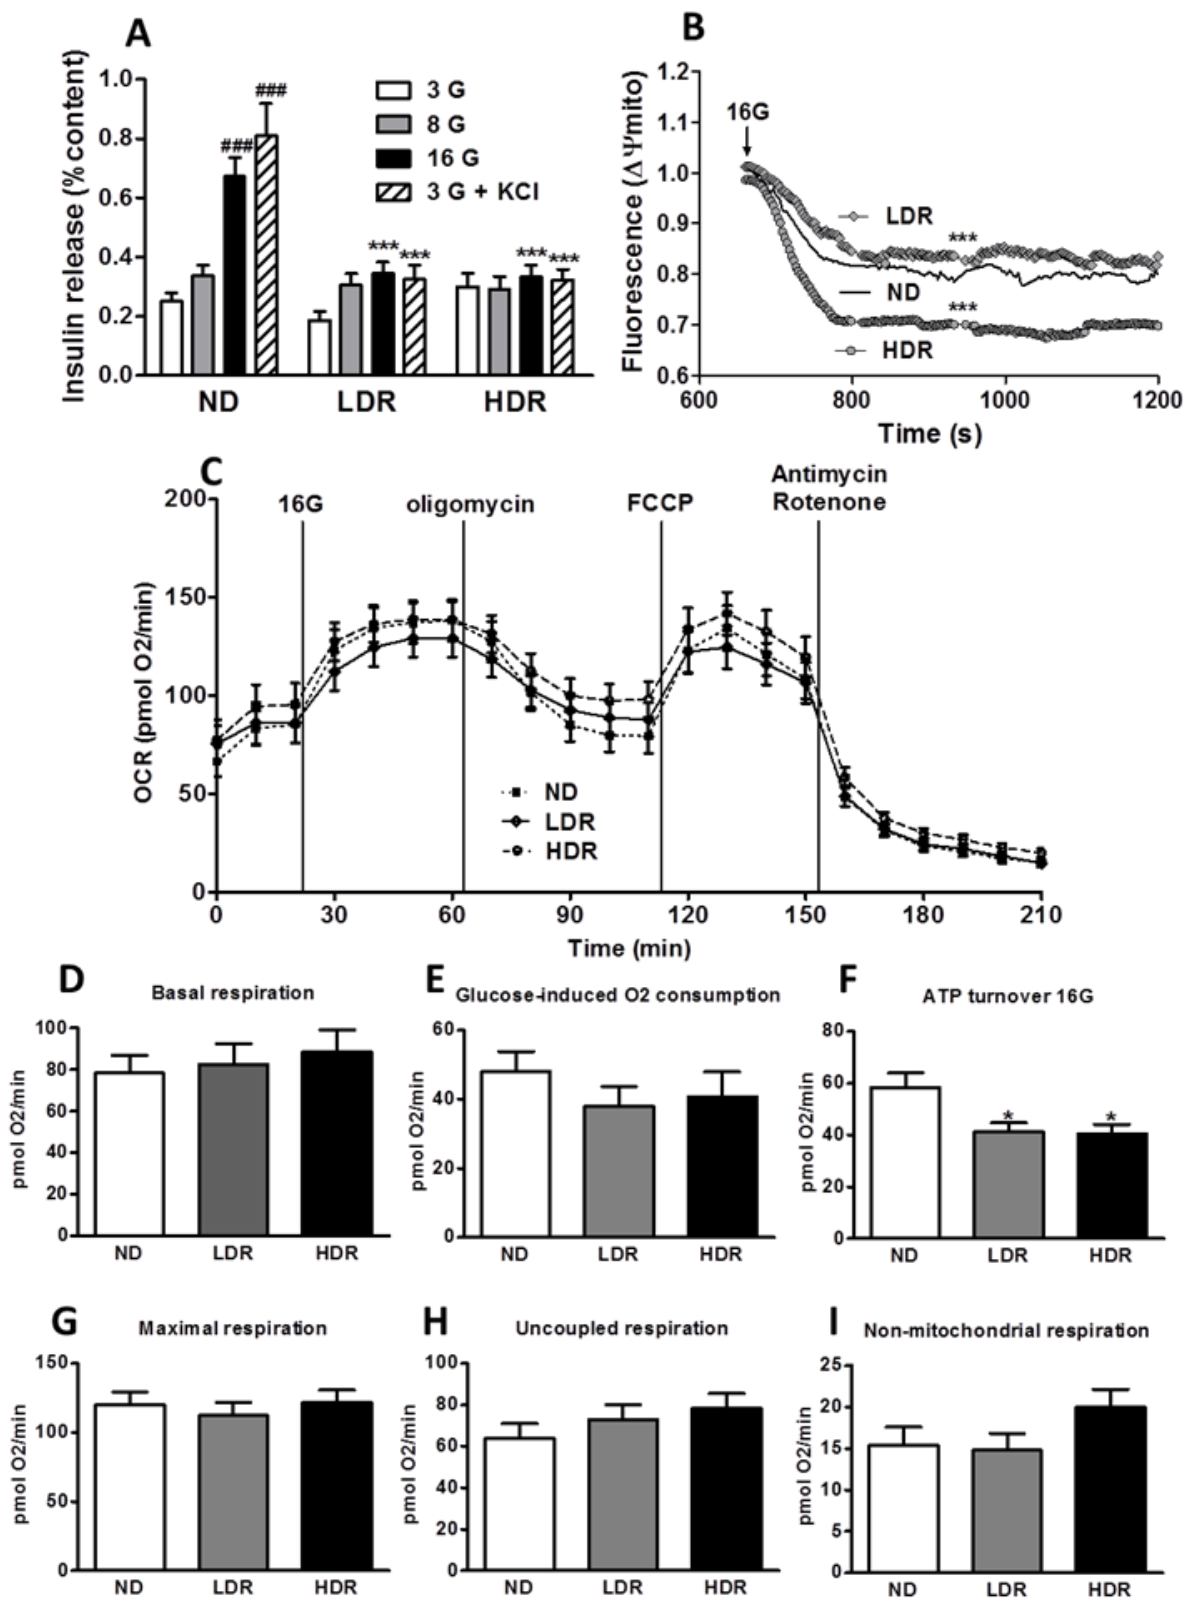 A
Insulin release (% content)
1.0
0.8
0.6
0.4
0.2
0.0
###
###
***
***
***
***
3 G
8 G
16 G
3 G + KCl
ND LDR HDR
B
Fluorescence (ΔΨmito)
1.2
1.1
1.0
0.9
0.8
0.7
0.6
16G
LDR
***
ND
***
HDR
600 800 1000 1200
Time (s)
C
OCR (pmol O2/min)
200
150
100
50
0
16G
oligomycin
FCCP
Antimycin
Rotenone
ND
LDR
HDR
0 30 60 90 120 150 180 210
Time (min)
D
Basal respiration
pmol O2/min
100
80
60
40
20
0
ND LDR HDR
E
Glucose-induced O2 consumption
pmol O2/min
60
40
20
0
ND LDR HDR
F
ATP turnover 16G
pmol O2/min
80
60
40
20
0
* *
ND LDR HDR
G
Maximal respiration
pmol O2/min
150
100
50
0
ND LDR HDR
H
Uncoupled respiration
pmol O2/min
100
80
60
40
20
0
ND LDR HDR
I
Non-mitochondrial respiration
pmol O2/min
25
20
15
10
5
0
ND LDR HDR